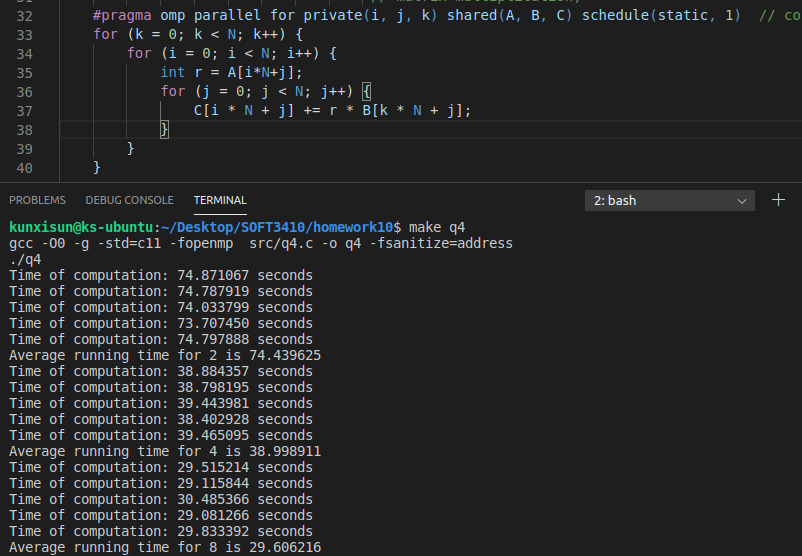 32 #pragma omp parallel for private(i, j, k) shared(A, B, C) schedule(static, 1) // co
33 for (k = 0; k < N; k++) {
34 for (i = 0; i < N; i++) {
35 int r = A[i*N+j];
36 for (j = 0; j < N; j++) {
37 C[i * N + j] += r * B[k * N + j];
38 }
39 }
40 }
PROBLEMS DEBUG CONSOLE TERMINAL 2: bash
kunxisun@ks-ubuntu:~/Desktop/SOFT3410/homework10$ make q4
gcc -O0 -g -std=c11 -fopenmp src/q4.c -o q4 -fsanitize=address
./q4
Time of computation: 74.871067 seconds
Time of computation: 74.787919 seconds
Time of computation: 74.033799 seconds
Time of computation: 73.707450 seconds
Time of computation: 74.797888 seconds
Average running time for 2 is 74.439625
Time of computation: 38.884357 seconds
Time of computation: 38.798195 seconds
Time of computation: 39.443981 seconds
Time of computation: 38.402928 seconds
Time of computation: 39.465095 seconds
Average running time for 4 is 38.998911
Time of computation: 29.515214 seconds
Time of computation: 29.115844 seconds
Time of computation: 30.485366 seconds
Time of computation: 29.081266 seconds
Time of computation: 29.833392 seconds
Average running time for 8 is 29.606216